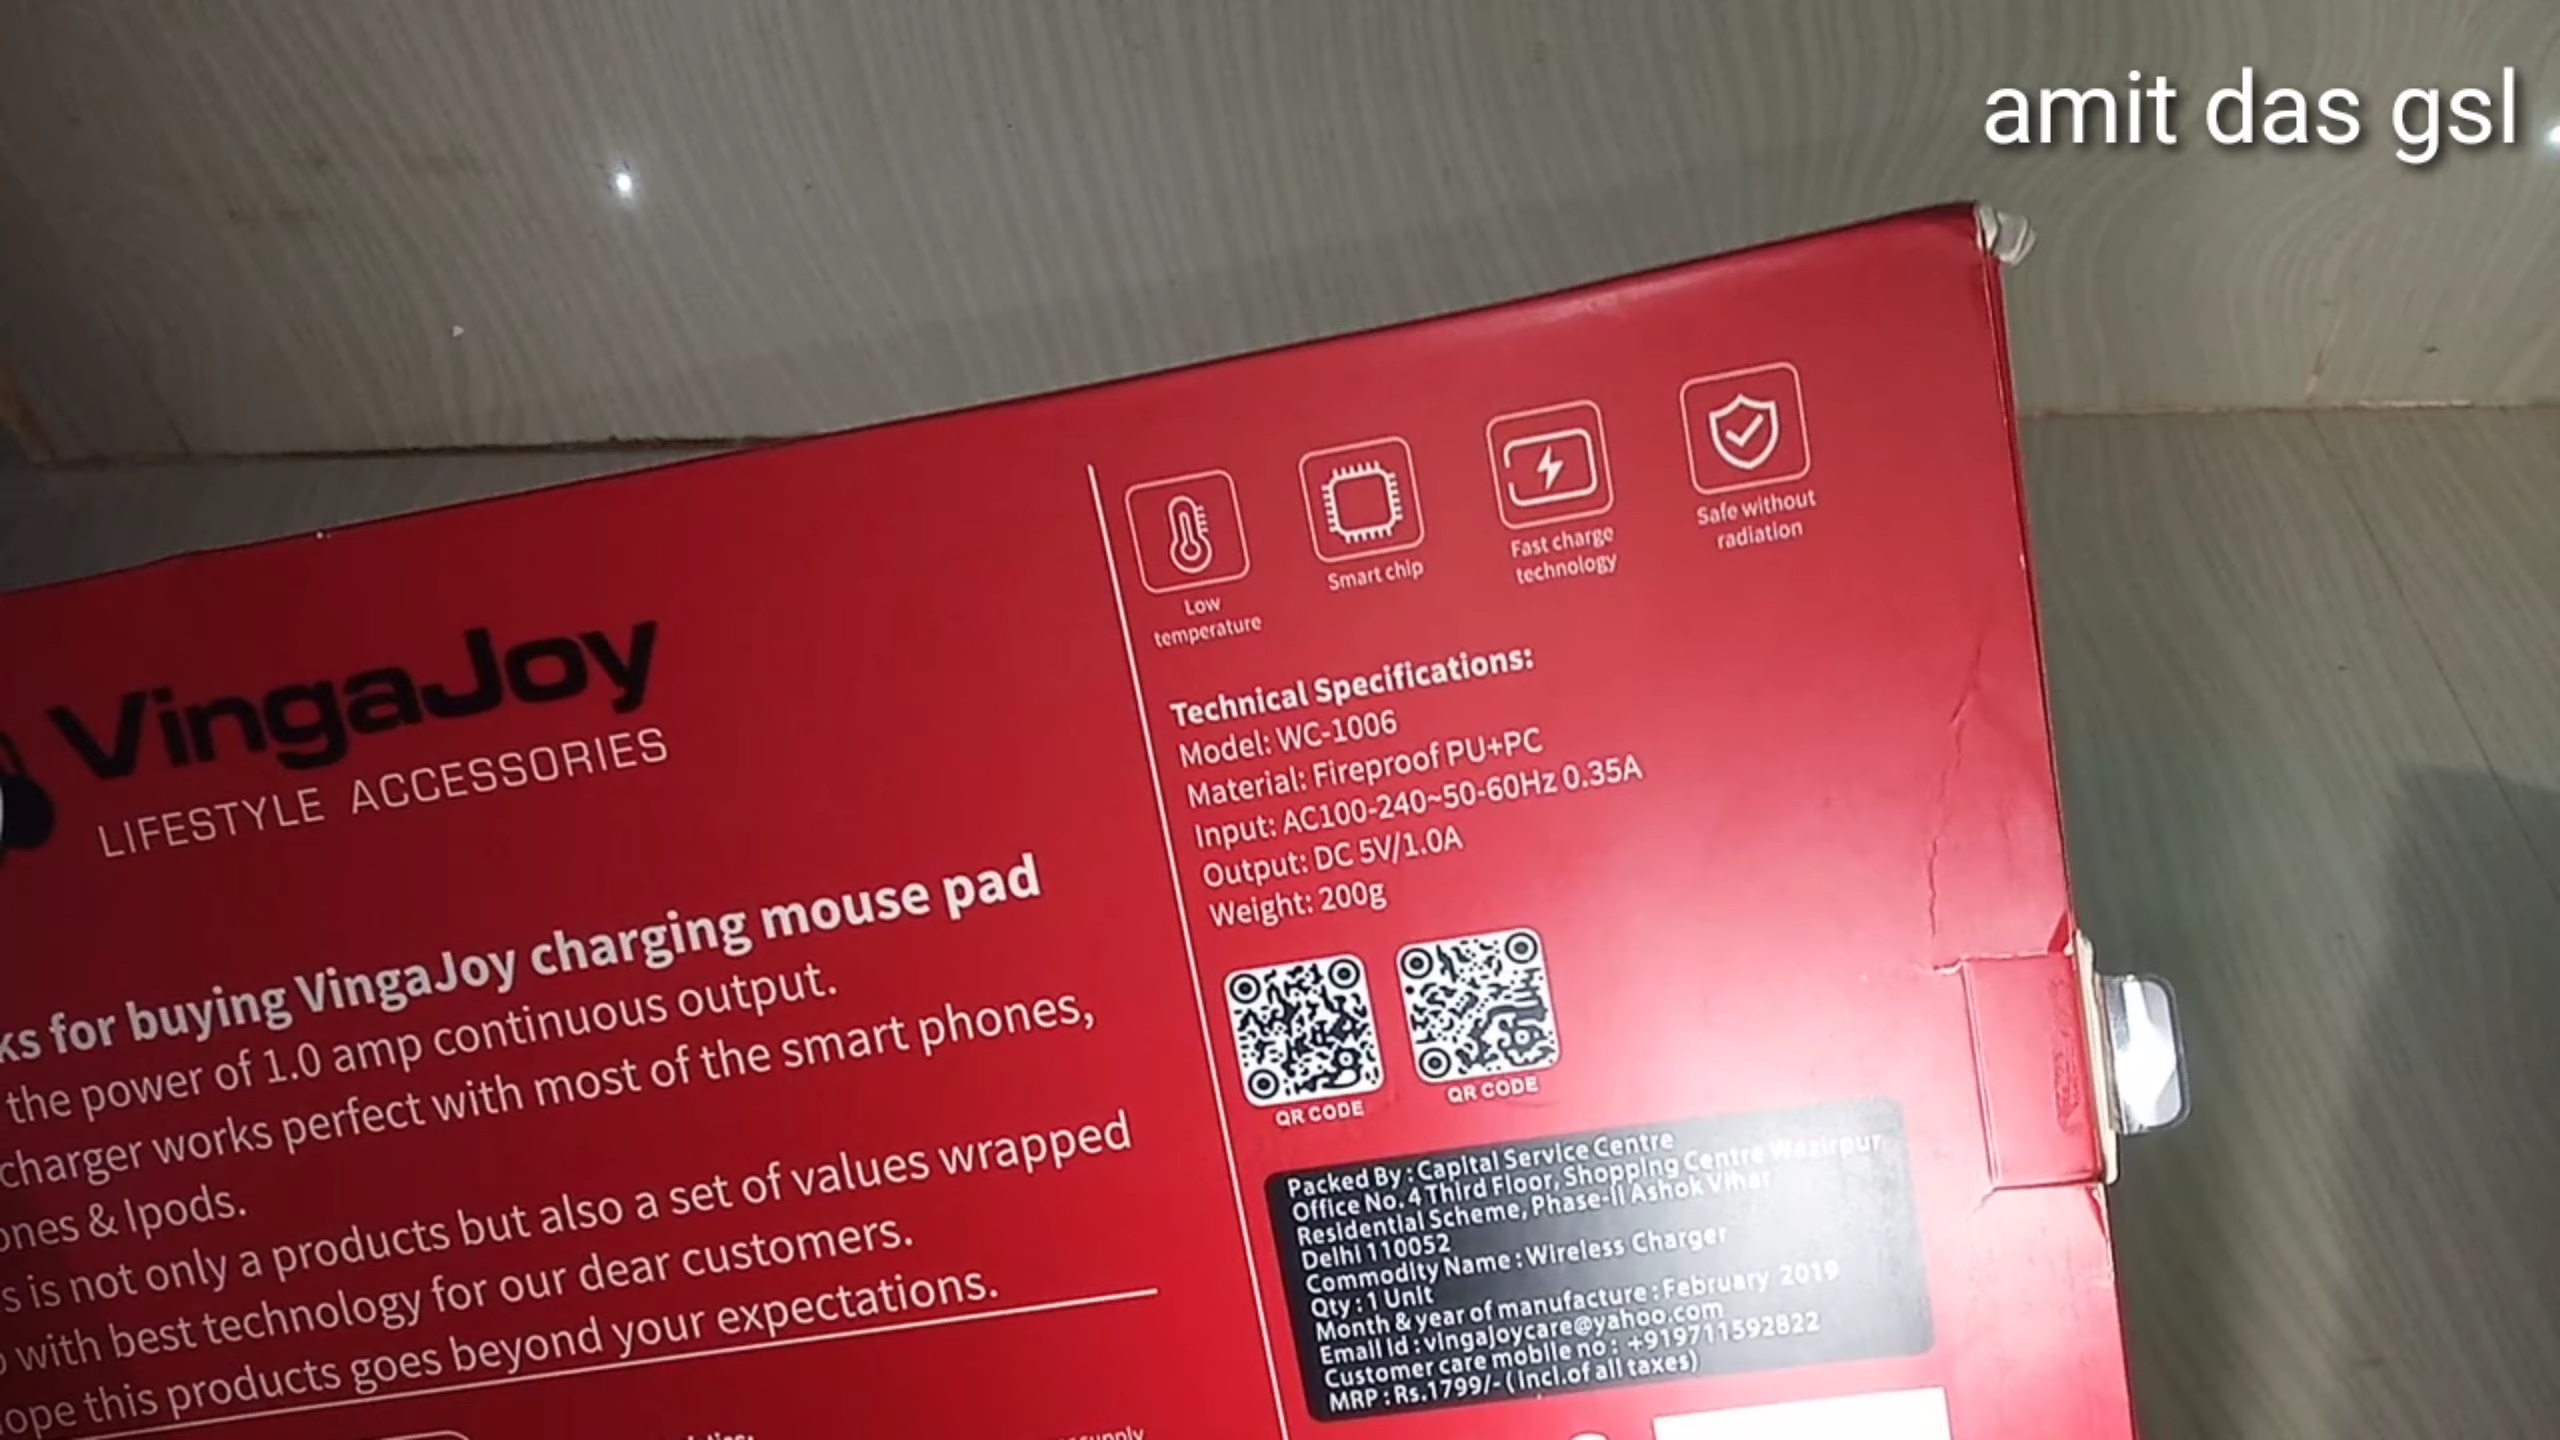 amit das gsl
VingaJoy
LIFESTYLE ACCESSORIES
for buying VingaJoy charging mouse pad
the power of 1.0 amp continuous output.
charger works perfect with most of the smart phones,
& Ipods.
is not only a products but also a set of values wrapped
with best technology for our dear customers.
this products goes beyond your expectations.
Low
temperature
Smart chip
Fast charge
technology
Safe without
radiation
Technical Specifications:
Model: WC-1006
Material: Fireproof PU+PC
Input: AC100-240~50-60Hz 0.35A
Output: DC 5V/1.0A
Weight: 200g
QR CODE
QR CODE
Packed By : Capital Service Centre
Office No. 4 Third Floor, Shopping Centre Wazirpur
Residential Scheme, Phase-II Ashok Vihar
Delhi 110052
Commodity Name : Wireless Charger
Qty : 1 Unit
Month & year of manufacture : February 2019
Email Id : vingajoycare@yahoo.com
Customer care mobile no : +919711592822
MRP : Rs.1799/- ( incl.of all taxes)